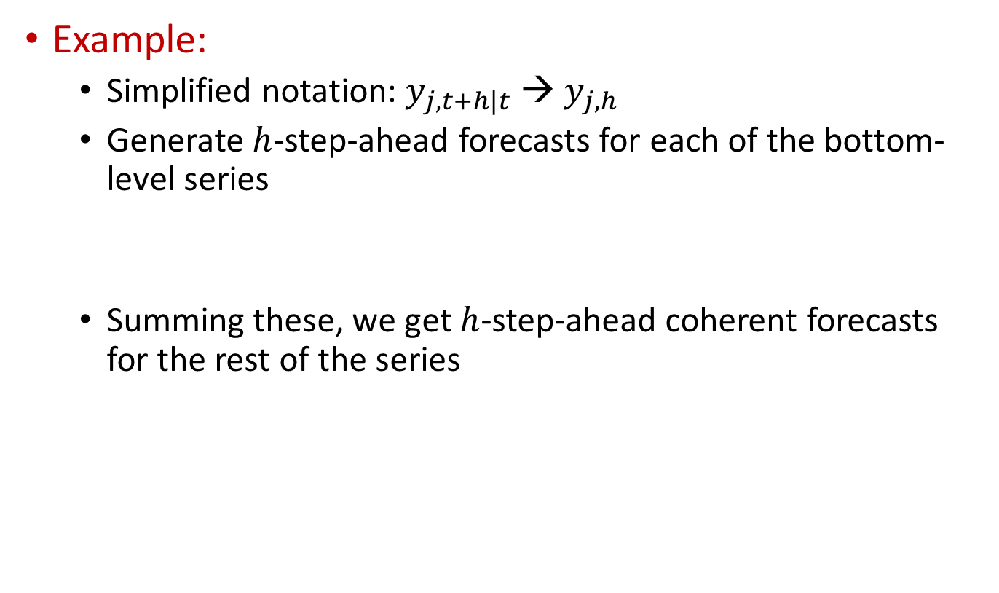 • Example:
• Simplified notation: $y_{j,t+h|t}$ → $y_{j,h}$
• Generate $h$-step-ahead forecasts for each of the bottom-
level series
• Summing these, we get $h$-step-ahead coherent forecasts
for the rest of the series